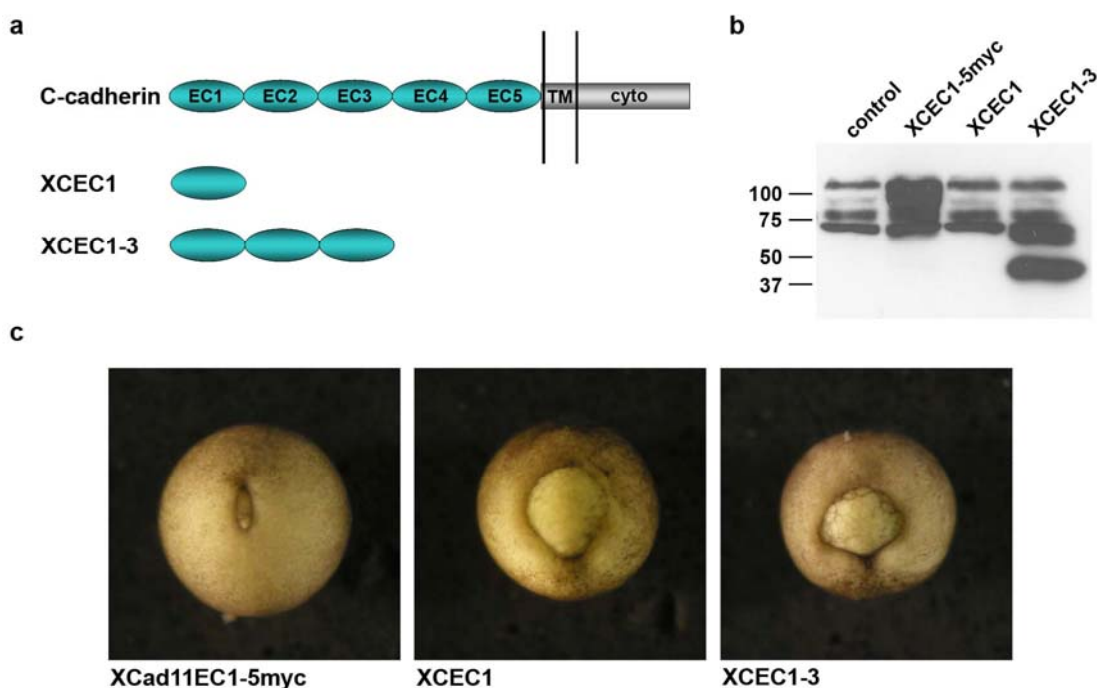 a
C-cadherin EC1 EC2 EC3 EC4 EC5 TM cyto
XCEC1
XCEC1-3
b
control XCEC1-5myc XCEC1 XCEC1-3
100
75
50
37
c
XCad11EC1-5myc XCEC1 XCEC1-3